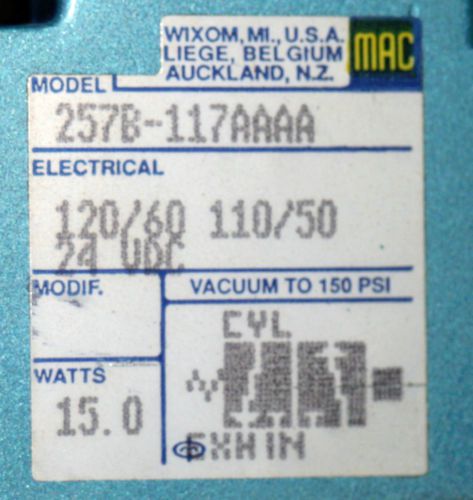 WIXOM, MI., U.S.A.
LIEGE, BELGIUM
AUCKLAND, N.Z.
MAC
MODEL
257B-117AAAA
ELECTRICAL
120/60 110/50
24 VDC
MODIF.
VACUUM TO 150 PSI
CYL
WATTS
15.0
EXH IN